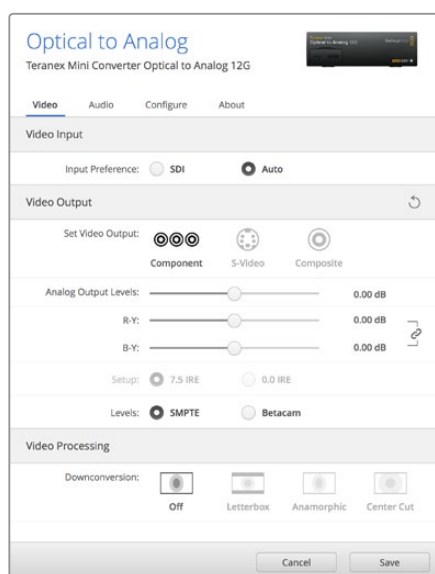 Optical to Analog
Teranex Mini Converter Optical to Analog 12G
Video Audio Configure About
Video Input
Input Preference: SDI Auto
Video Output
Set Video Output:
Component S-Video Composite
Analog Output Levels: 0.00 dB
R-Y: 0.00 dB
B-Y: 0.00 dB
Setup: 7.5 IRE 0.0 IRE
Levels: SMPTE Betacam
Video Processing
Downconversion:
Off Letterbox Anamorphic Center Cut
Cancel Save